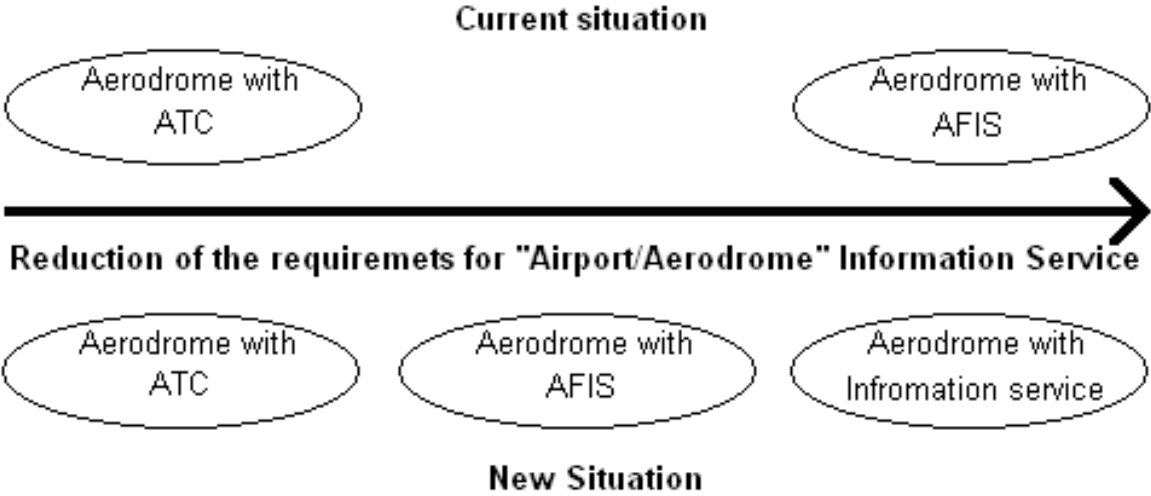 Current situation
Aerodrome with
ATC
Aerodrome with
AFIS
Reduction of the requiremets for "Airport/Aerodrome" Information Service
Aerodrome with
ATC
Aerodrome with
AFIS
Aerodrome with
Infromation service
New Situation